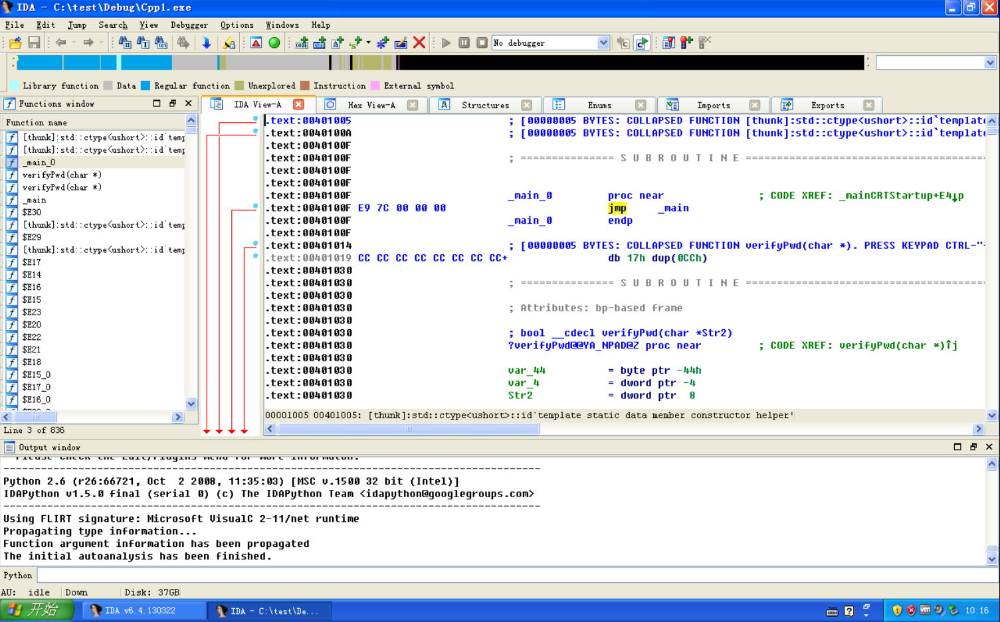 IDA - C:\test\Debug\Cpp1.exe
File Edit Jump Search View Debugger Options Windows Help
No debugger
Library function Data Regular function Unexplored Instruction External symbol
Functions window
IDA View-A Hex View-A Structures Enums Imports Exports
Function name
[thunk]:std::ctype<ushort>::id`temp
[thunk]:std::ctype<ushort>::id`temp
_main_0
verifyPwd(char *)
verifyPwd(char *)
_main
$E30
[thunk]:std::ctype<ushort>::id`temp
$E29
[thunk]:std::ctype<ushort>::id`temp
$E17
$E14
$E16
$E15
$E23
$E20
$E22
$E21
$E18
$E15_0
$E17_0
$E16_0
Line 3 of 836
.text:00401005 ; [00000005 BYTES: COLLAPSED FUNCTION [thunk]:std::ctype<ushort>::id`template
.text:0040100A ; [00000005 BYTES: COLLAPSED FUNCTION [thunk]:std::ctype<ushort>::id`template
.text:0040100F
.text:0040100F ; =============== S U B R O U T I N E =======================================
.text:0040100F
.text:0040100F
.text:0040100F _main_0 proc near ; CODE XREF: _mainCRTStartup+E4↓p
.text:0040100F E9 7C 00 00 00 jmp _main
.text:0040100F _main_0 endp
.text:0040100F
.text:00401014 ; [00000005 BYTES: COLLAPSED FUNCTION verifyPwd(char *). PRESS KEYPAD CTRL-"-
.text:00401019 CC CC CC CC CC CC CC CC+ db 17h dup(0CCh)
.text:00401030
.text:00401030 ; =============== S U B R O U T I N E =======================================
.text:00401030
.text:00401030 ; Attributes: bp-based frame
.text:00401030
.text:00401030 ; bool __cdecl verifyPwd(char *Str2)
.text:00401030 ?verifyPwd@@YA_NPAD@Z proc near ; CODE XREF: verifyPwd(char *)↑j
.text:00401030
.text:00401030 var_44 = byte ptr -44h
.text:00401030 var_4 = dword ptr -4
.text:00401030 Str2 = dword ptr 8
00001005 00401005: [thunk]:std::ctype<ushort>::id`template static data member constructor helper'
Output window
Please check the Edit/Plugins menu for more informaton.
---------------------------------------------------------------------------------
Python 2.6 (r26:66721, Oct 2 2008, 11:35:03) [MSC v.1500 32 bit (Intel)]
IDAPython v1.5.0 final (serial 0) (c) The IDAPython Team <idapython@googlegroups.com>
---------------------------------------------------------------------------------
Using FLIRT signature: Microsoft VisualC 2-11/net runtime
Propagating type information...
Function argument information has been propagated
The initial autoanalysis has been finished.
Python
AU: idle Down Disk: 37GB
开始 IDA v6.4.130322 IDA - C:\test\De... 10:16